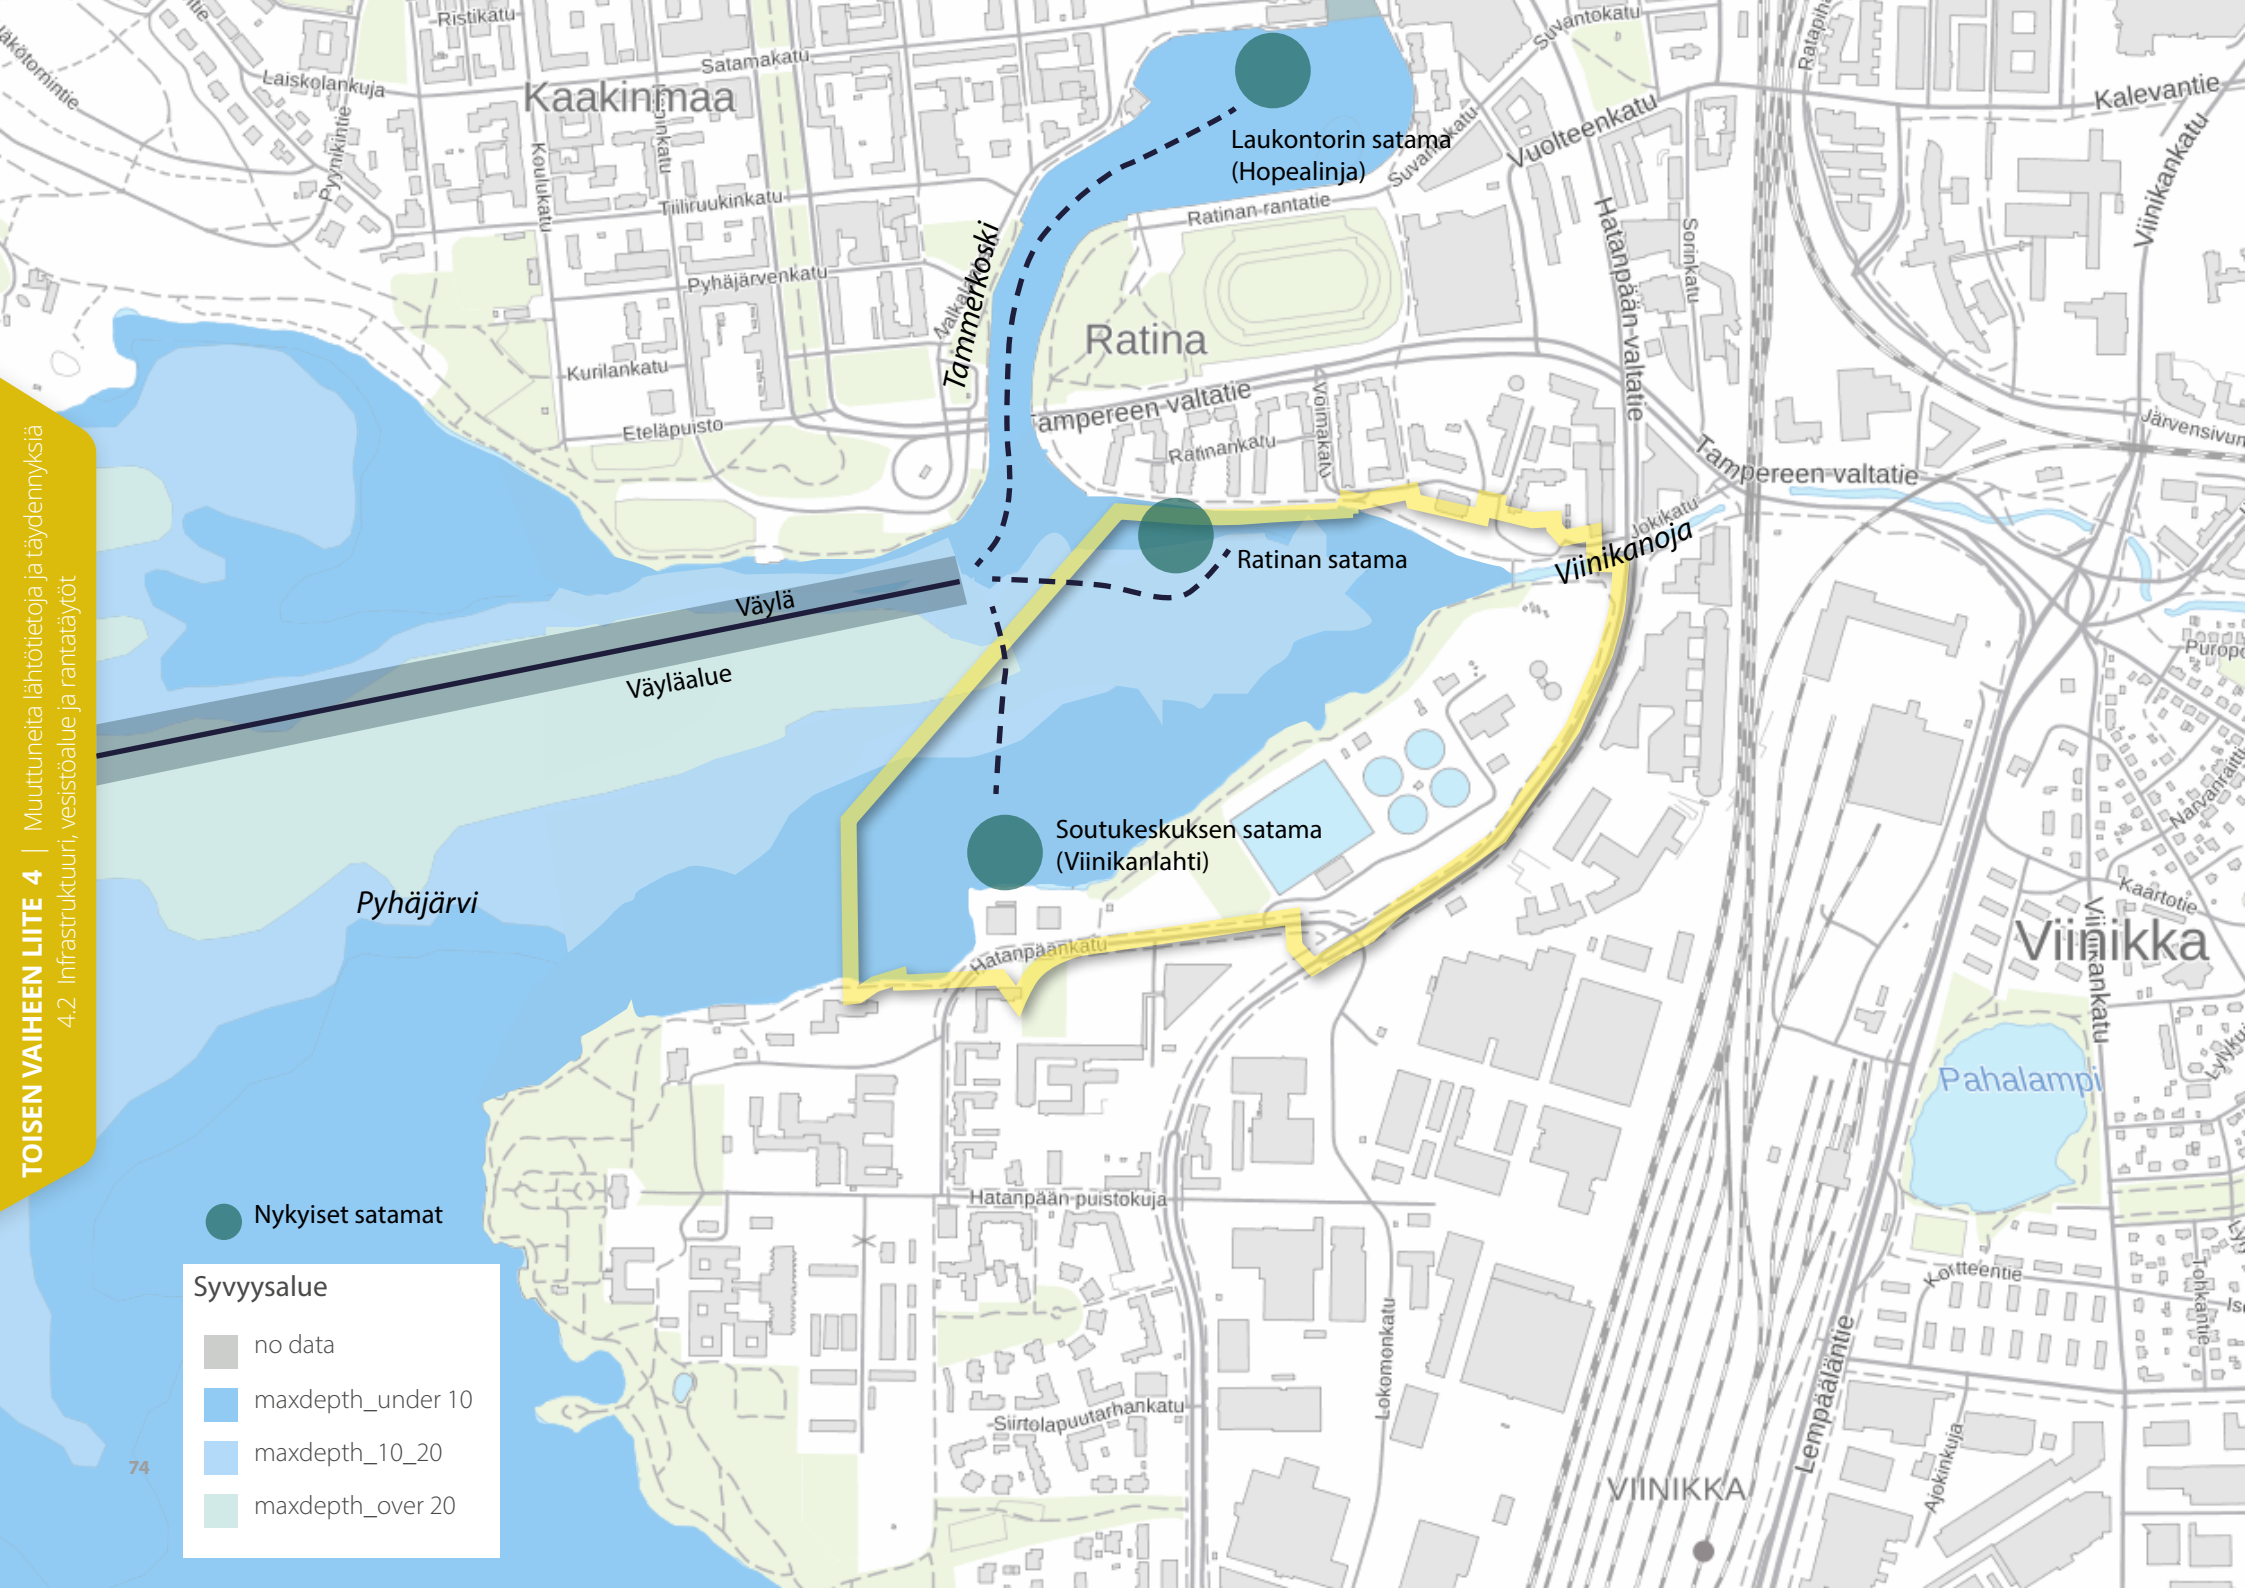 TOISEN VAIHEEN LIITE 4 | Muuttuneita lähtötietoja ja täydennyksiä
4.2 Infrastruktuuri, vesistöalue ja rantatäytöt
Ristikatu
Satamakatu
Laiskolankuja
Kaakinmaa
Pyynikintie
Koulukatu
Tiiliruukinkatu
Pyhäjärvenkatu
Kurilankatu
Eteläpuisto
Tammerkoski
Laukontorin satama
(Hopealinja)
Suvantokatu
Vuolteenkatu
Kalevantie
Viinikankatu
Ratinan rantatie
Hatanpään valtatie
Sorinkatu
Ratina
Tampereen valtatie
Ratinankatu
Voimakatu
Tampereen valtatie
Järvensivun
Jokikatu
Viinikanoja
Ratinan satama
Väylä
Väyläalue
Pyhäjärvi
Soutukeskuksen satama
(Viinikanlahti)
Hatanpäänkatu
Narvanraitti
Kaartotie
Viinikka
Viinikankatu
Pahalampi
Hatanpään puistokuja
Kortteentie
Tohkantie
Lokomonkatu
Siirtolapuutarhankatu
Lempääläntie
Ajokinkuja
VIINIKKA
Nykyiset satamat
Syvyysalue
no data
maxdepth_under 10
maxdepth_10_20
maxdepth_over 20
74